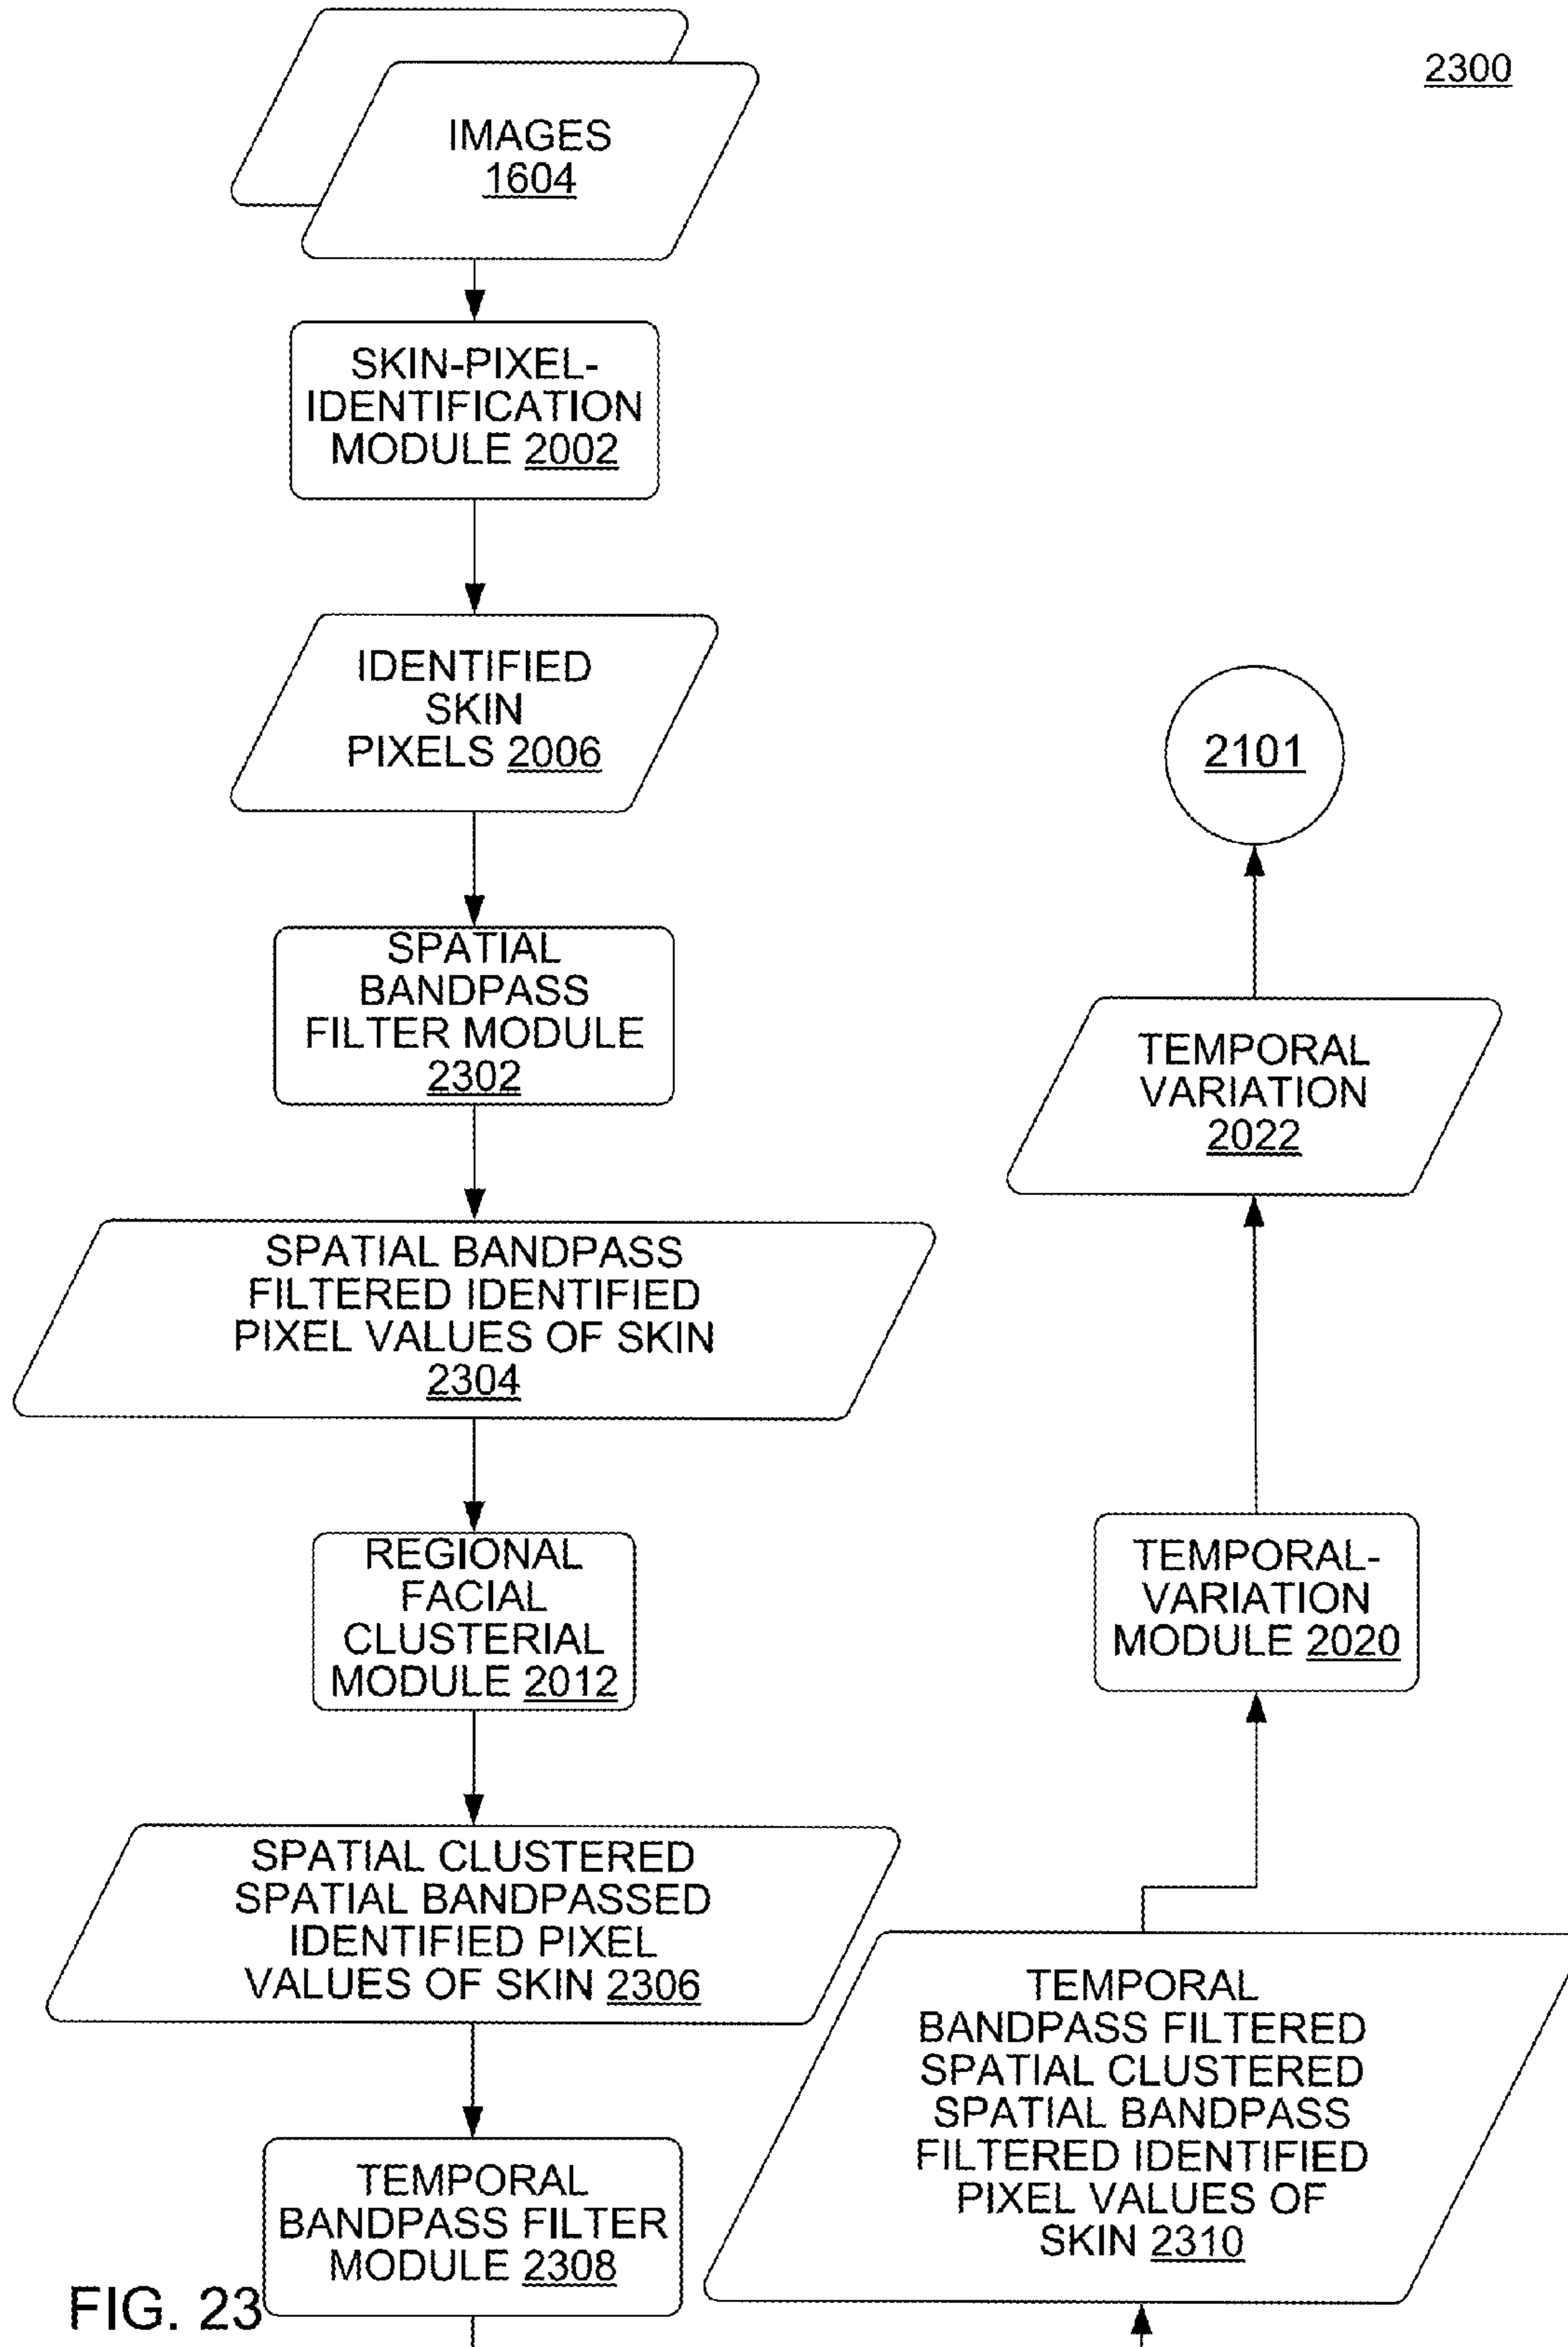 2300
IMAGES
1604
SKIN-PIXEL-
IDENTIFICATION
MODULE 2002
IDENTIFIED
SKIN
PIXELS 2006
SPATIAL
BANDPASS
FILTER MODULE
2302
SPATIAL BANDPASS
FILTERED IDENTIFIED
PIXEL VALUES OF SKIN
2304
REGIONAL
FACIAL
CLUSTERIAL
MODULE 2012
SPATIAL CLUSTERED
SPATIAL BANDPASSED
IDENTIFIED PIXEL
VALUES OF SKIN 2306
TEMPORAL
BANDPASS FILTER
MODULE 2308
TEMPORAL
BANDPASS FILTERED
SPATIAL CLUSTERED
SPATIAL BANDPASS
FILTERED IDENTIFIED
PIXEL VALUES OF
SKIN 2310
TEMPORAL-
VARIATION
MODULE 2020
TEMPORAL
VARIATION
2022
2101
FIG. 23